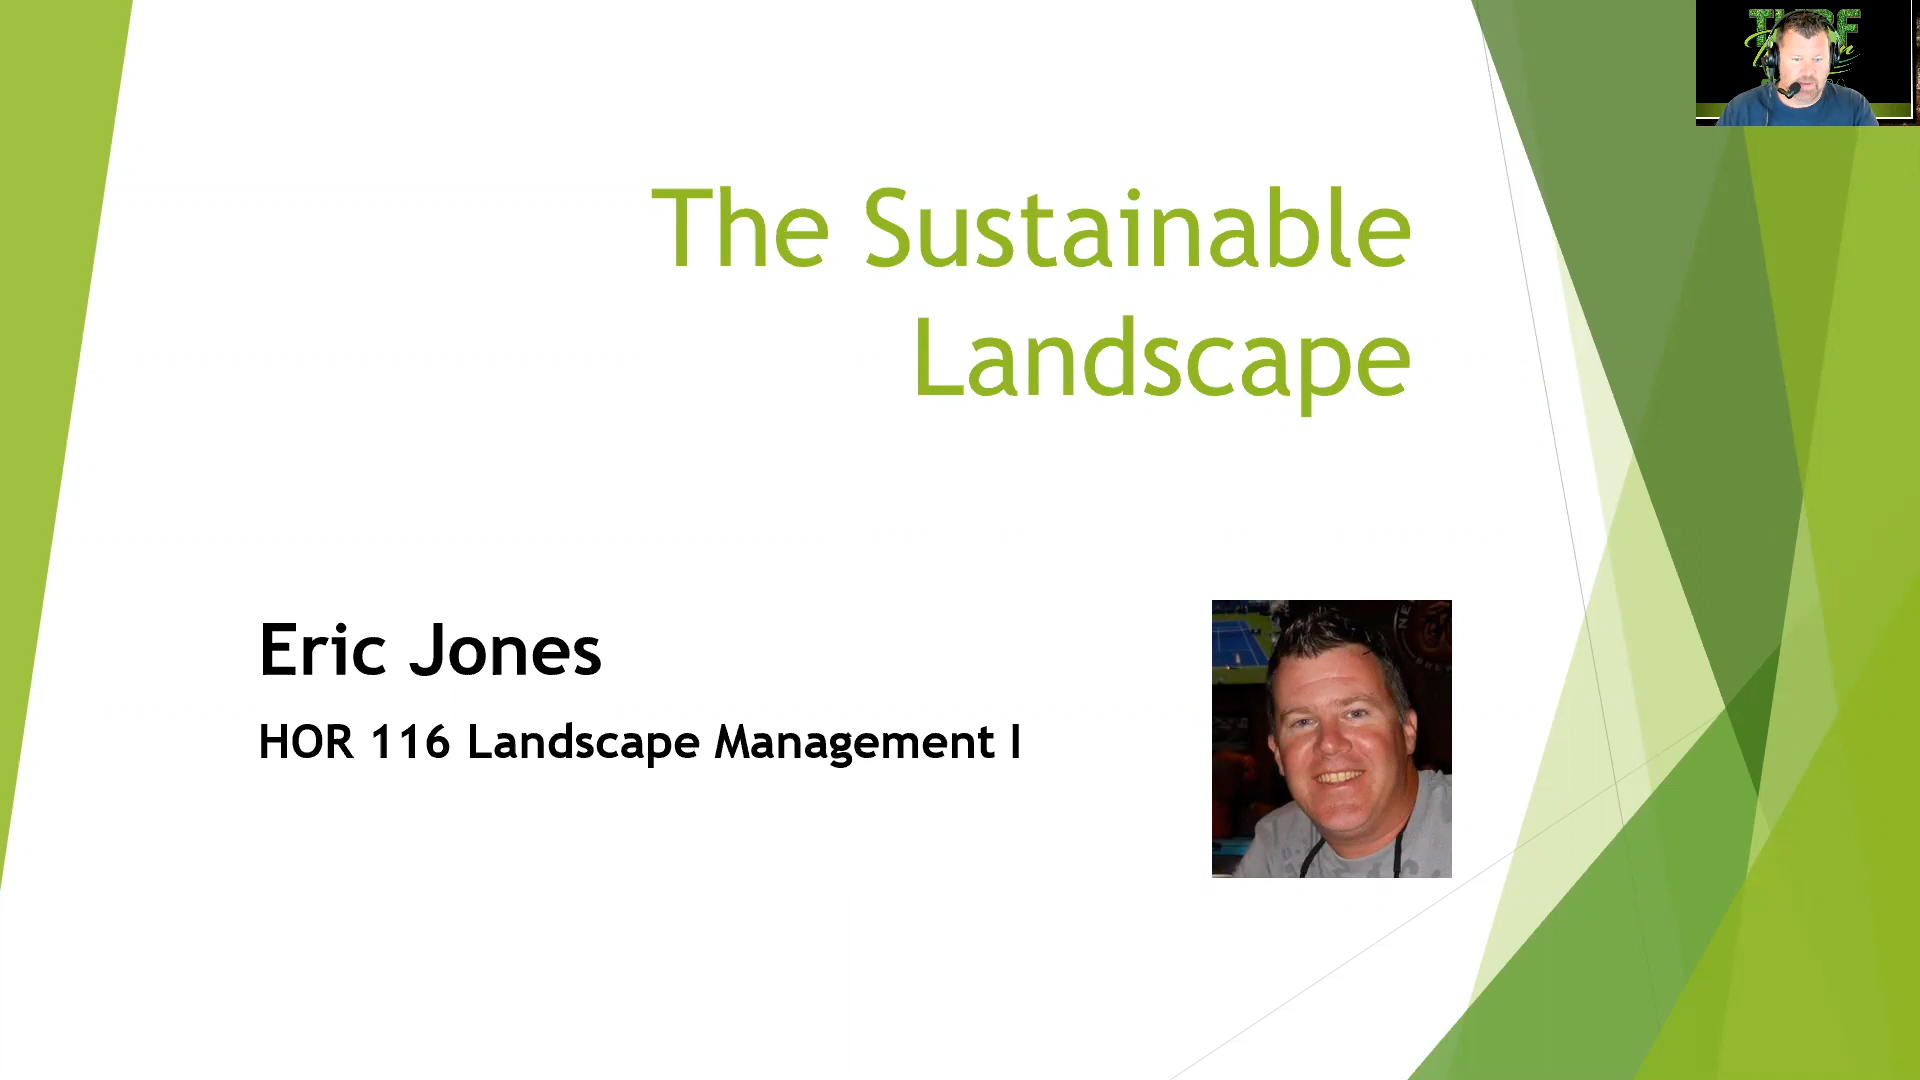 The Sustainable
Landscape
Eric Jones
HOR 116 Landscape Management I